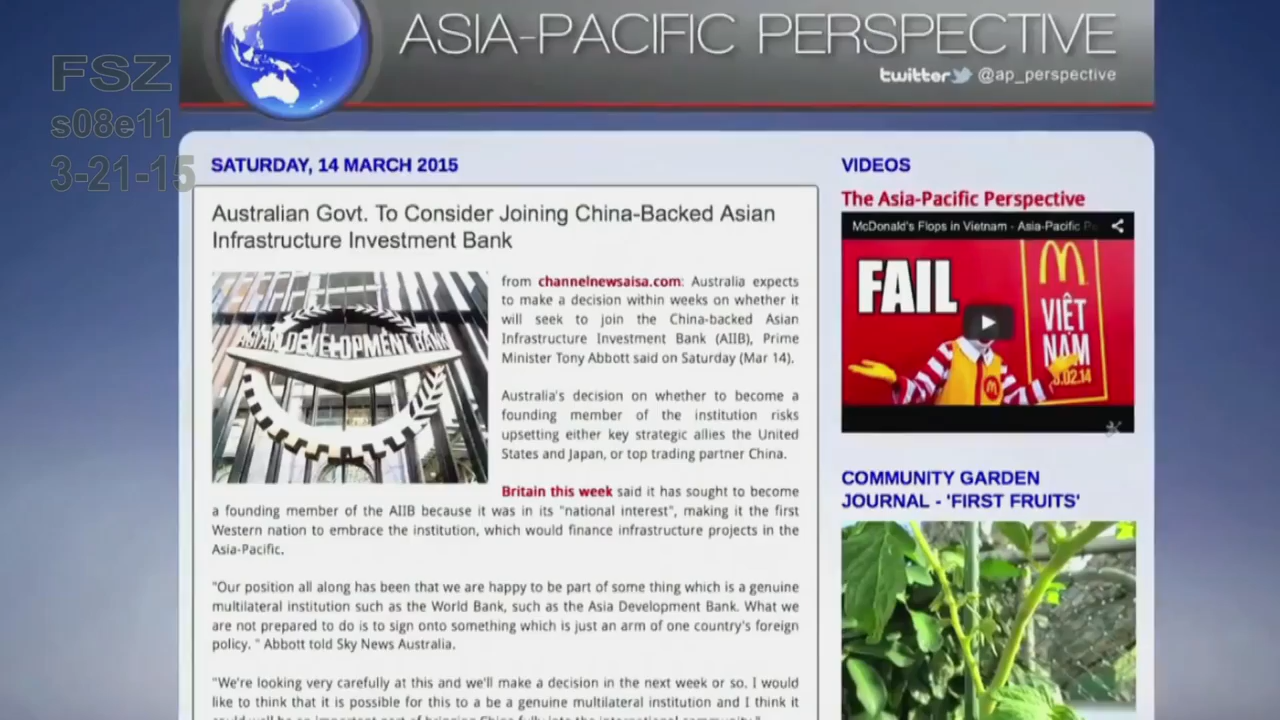 ASIA-PACIFIC PERSPECTIVE
twitter @ap_perspective
FSZ
s08e11
3-21-15
SATURDAY, 14 MARCH 2015
Australian Govt. To Consider Joining China-Backed Asian
Infrastructure Investment Bank
ASIAN DEVELOPMENT BANK
from channelnewsaisa.com: Australia expects
to make a decision within weeks on whether it
will seek to join the China-backed Asian
Infrastructure Investment Bank (AIIB), Prime
Minister Tony Abbott said on Saturday (Mar 14).
Australia's decision on whether to become a
founding member of the institution risks
upsetting either key strategic allies the United
States and Japan, or top trading partner China.
Britain this week said it has sought to become
a founding member of the AIIB because it was in its "national interest", making it the first
Western nation to embrace the institution, which would finance infrastructure projects in the
Asia-Pacific.
"Our position all along has been that we are happy to be part of some thing which is a genuine
multilateral institution such as the World Bank, such as the Asia Development Bank. What we
are not prepared to do is to sign onto something which is just an arm of one country's foreign
policy. " Abbott told Sky News Australia.
"We're looking very carefully at this and we'll make a decision in the next week or so. I would
like to think that it is possible for this to a be a genuine multilateral institution and I think it
VIDEOS
The Asia-Pacific Perspective
McDonald's Flops in Vietnam - Asia-Pacific
FAIL
VIỆT
NAM
.02.14
COMMUNITY GARDEN
JOURNAL - 'FIRST FRUITS'